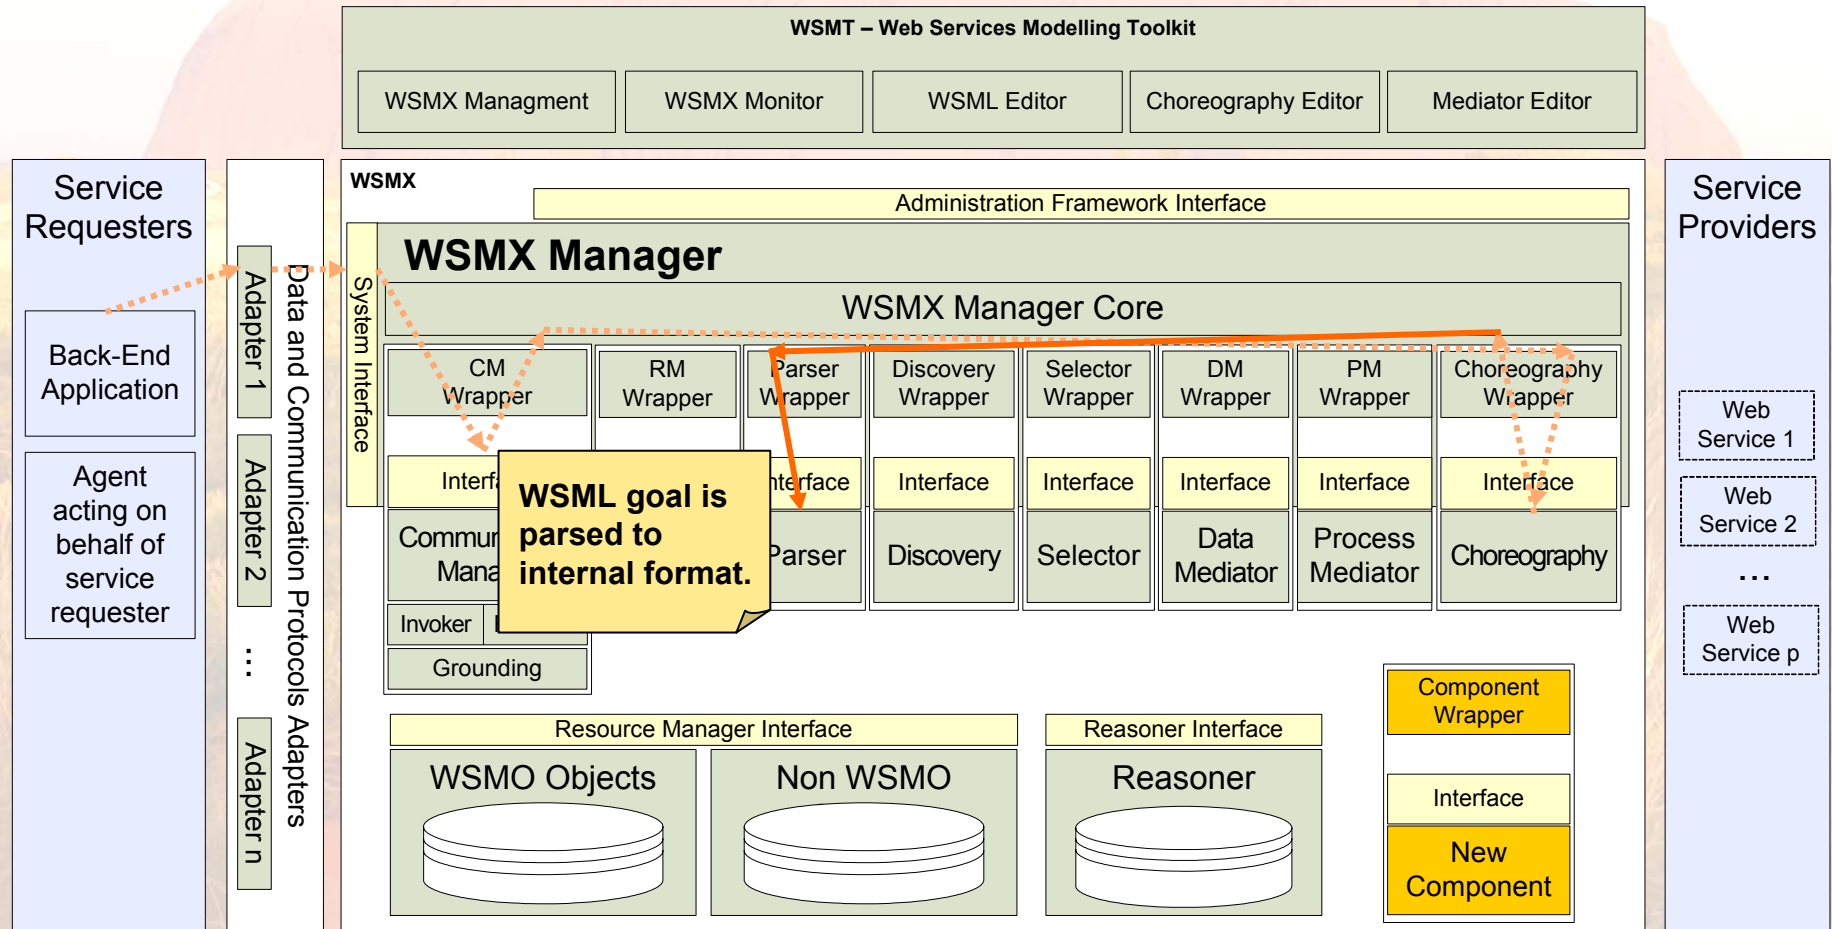 WSMT – Web Services Modelling Toolkit
WSMX Managment
WSMX Monitor
WSML Editor
Choreography Editor
Mediator Editor
Service
Requesters
Back-End
Application
Agent
acting on
behalf of
service
requester
Adapter 1
Adapter 2
...
Adapter n
Data and Communication Protocols Adapters
WSMX
Administration Framework Interface
System Interface
WSMX Manager
WSMX Manager Core
CM
Wrapper
RM
Wrapper
Parser
Wrapper
Discovery
Wrapper
Selector
Wrapper
DM
Wrapper
PM
Wrapper
Choreography
Wrapper
Interface
Interface
Interface
Interface
Interface
Interface
Interface
WSML goal is
parsed to
internal format.
Parser
Discovery
Selector
Data
Mediator
Process
Mediator
Choreography
Invoker
Grounding
Resource Manager Interface
WSMO Objects
Non WSMO
Reasoner Interface
Reasoner
Component
Wrapper
Interface
New
Component
Service
Providers
Web
Service 1
Web
Service 2
...
Web
Service p